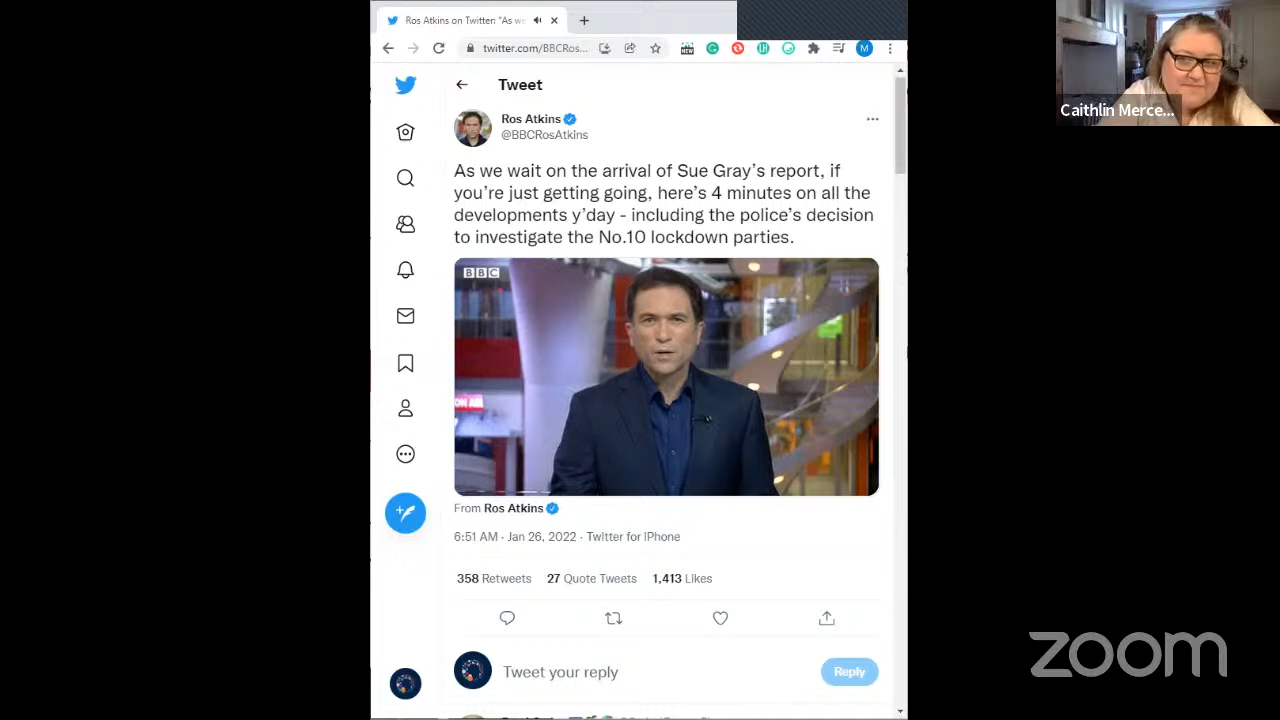 Ros Atkins on Twitter: "As we
twitter.com/BBCRos...
NEW
M
Tweet
Ros Atkins
@BBCRosAtkins
As we wait on the arrival of Sue Gray's report, if
you're just getting going, here's 4 minutes on all the
developments y'day - including the police's decision
to investigate the No.10 lockdown parties.
BBC
ON AIR
From Ros Atkins
6:51 AM · Jan 26, 2022 · Twitter for iPhone
358 Retweets 27 Quote Tweets 1,413 Likes
Tweet your reply
Reply
Caithlin Merce...
zoom